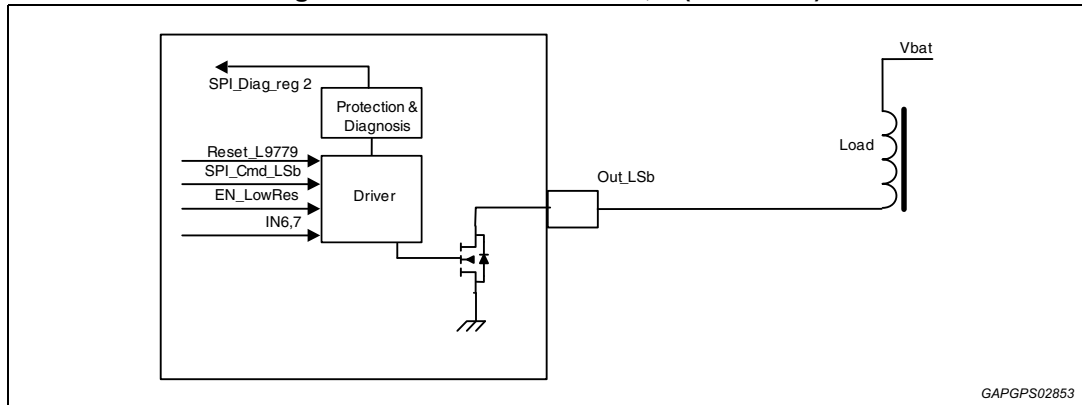 Vbat
SPI_Diag_reg 2
Protection &
Diagnosis
Load
Reset_L9779
SPI_Cmd_LSb
EN_LowRes
IN6,7
Driver
Out_LSb
GAPGPS02853